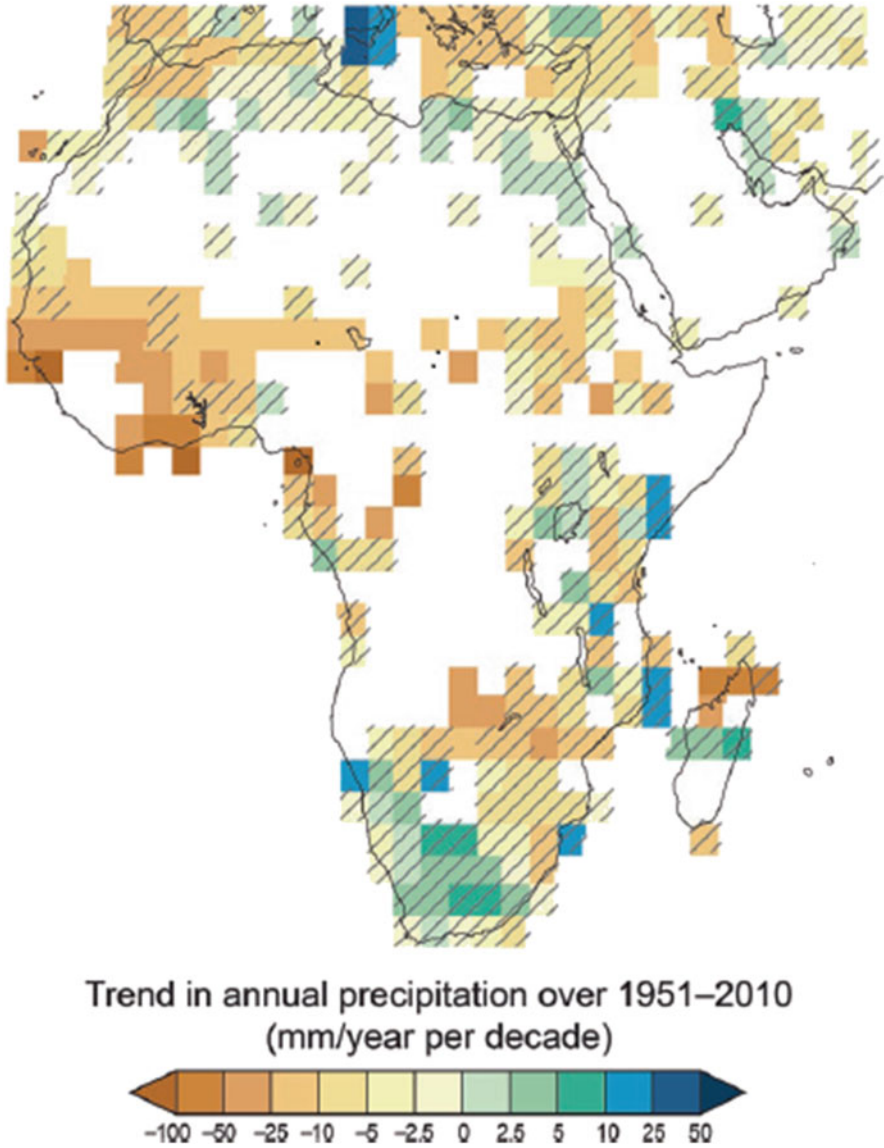 Trend in annual precipitation over 1951–2010
(mm/year per decade)
−100 −50 −25 −10 −5 −2.5 0 2.5 5 10 25 50